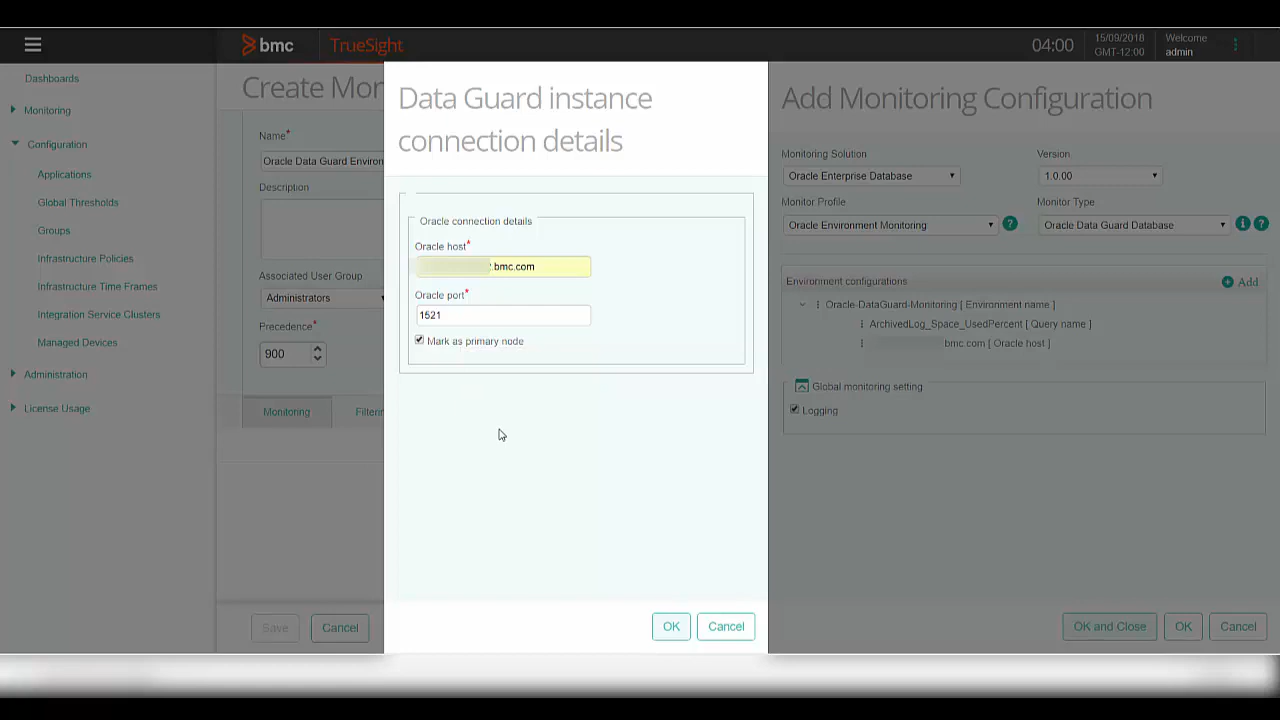 bmc TrueSight
04:00
15/09/2018
GMT-12:00
Welcome
admin
Dashboards
Monitoring
Configuration
Applications
Global Thresholds
Groups
Infrastructure Policies
Infrastructure Time Frames
Integration Service Clusters
Managed Devices
Administration
License Usage
Create Mor
Name*
Oracle Data Guard Environ
Description
Associated User Group
Administrators
Precedence*
900
Monitoring
Filterin
Save
Cancel
Data Guard instance
connection details
Oracle connection details
Oracle host*
bmc.com
Oracle port*
1521
Mark as primary node
OK
Cancel
Add Monitoring Configuration
Monitoring Solution
Version
Oracle Enterprise Database
1.0.00
Monitor Profile
Monitor Type
Oracle Environment Monitoring
Oracle Data Guard Database
Environment configurations
Add
Oracle-DataGuard-Monitoring [ Environment name ]
ArchivedLog_Space_UsedPercent [ Query name ]
bmc.com [ Oracle host ]
Global monitoring setting
Logging
OK and Close
OK
Cancel